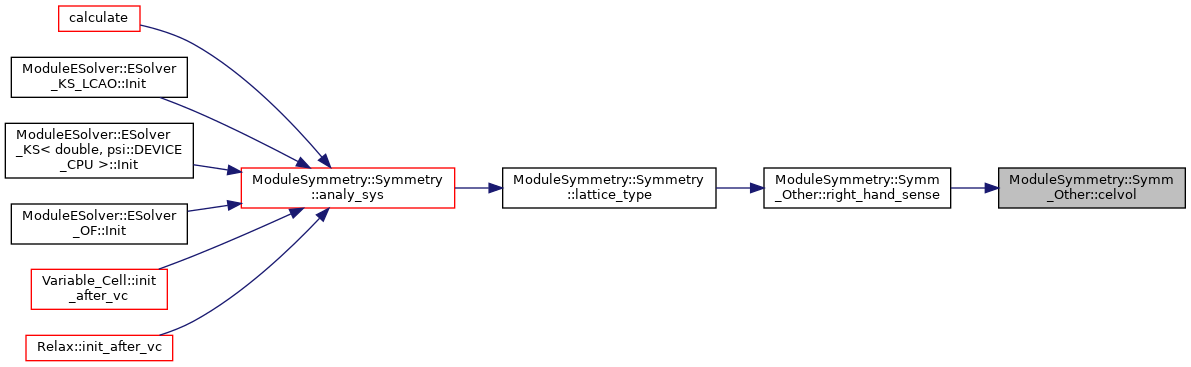 calculate
ModuleESolver::ESolver
_KS_LCAO::Init
ModuleESolver::ESolver
_KS< double, psi::DEVICE
_CPU >::Init
ModuleESolver::ESolver
_OF::Init
Variable_Cell::init
_after_vc
Relax::init_after_vc
ModuleSymmetry::Symmetry
::analy_sys
ModuleSymmetry::Symmetry
::lattice_type
ModuleSymmetry::Symm
_Other::right_hand_sense
ModuleSymmetry::Symm
_Other::celvol